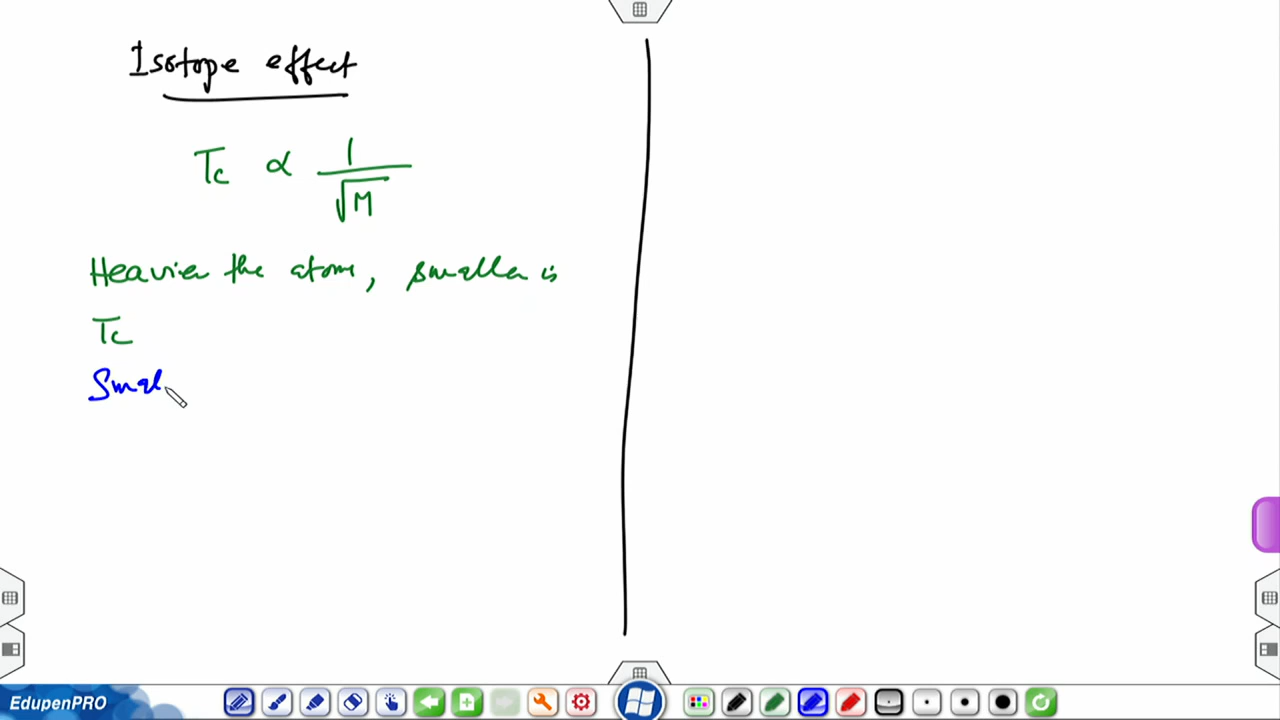 Isotope effect
Tc ∝ 1/√M
Heavier the atom, smaller is
Tc
Smal
EdupenPRO